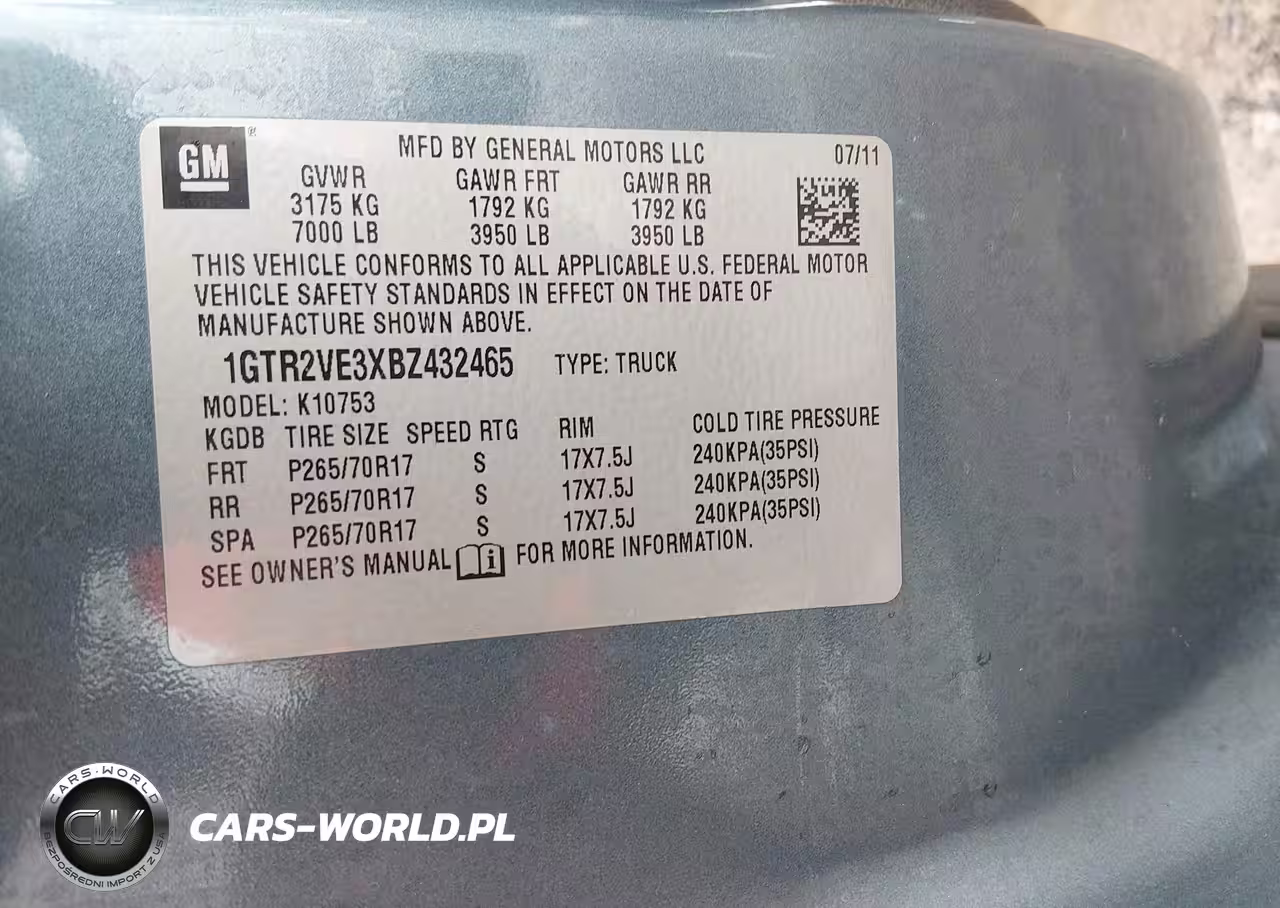 GM
MFD BY GENERAL MOTORS LLC 07/11
GVWR GAWR FRT GAWR RR
3175 KG 1792 KG 1792 KG
7000 LB 3950 LB 3950 LB
THIS VEHICLE CONFORMS TO ALL APPLICABLE U.S. FEDERAL MOTOR
VEHICLE SAFETY STANDARDS IN EFFECT ON THE DATE OF
MANUFACTURE SHOWN ABOVE.
1GTR2VE3XBZ432465 TYPE: TRUCK
MODEL: K10753
KGDB TIRE SIZE SPEED RTG RIM COLD TIRE PRESSURE
FRT P265/70R17 S 17X7.5J 240KPA(35PSI)
RR P265/70R17 S 17X7.5J 240KPA(35PSI)
SPA P265/70R17 S 17X7.5J 240KPA(35PSI)
SEE OWNER'S MANUAL FOR MORE INFORMATION.
CARS-WORLD
CW
BEZPOŚREDNI IMPORT Z USA
CARS-WORLD.PL